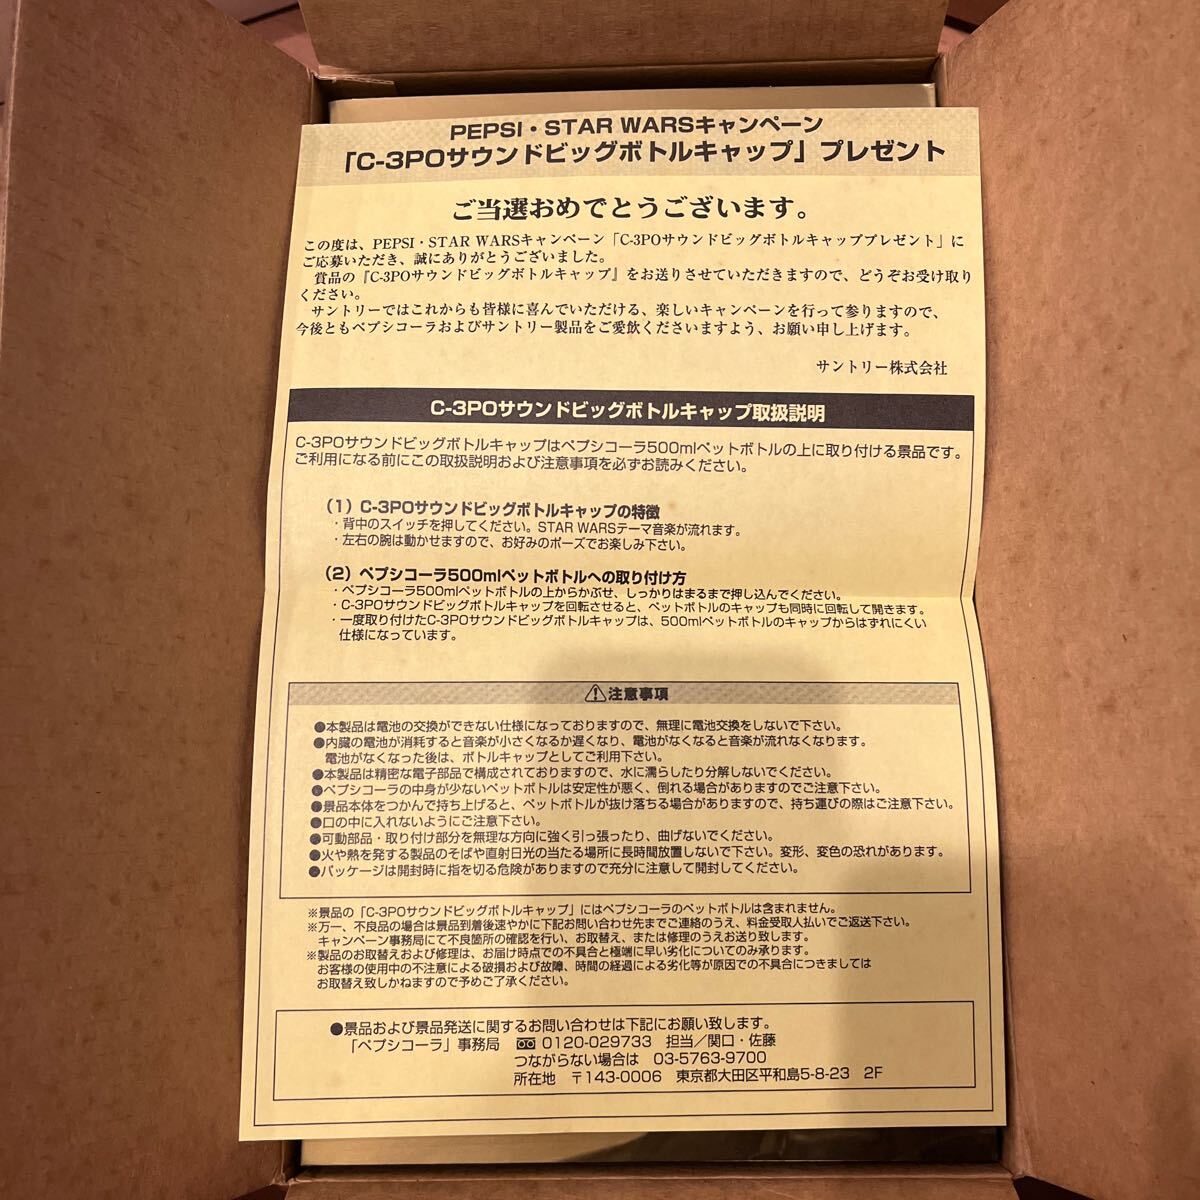 PEPSI・STAR WARSキャンペーン
「C-3POサウンドビッグボトルキャップ」プレゼント
ご当選おめでとうございます。
この度は、PEPSI・STAR WARSキャンペーン「C-3POサウンドビッグボトルキャッププレゼント」に
ご応募いただき、誠にありがとうございました。
賞品の『C-3POサウンドビッグボトルキャップ』をお送りさせていただきますので、どうぞお受け取り
ください。
サントリーではこれからも皆様に喜んでいただける、楽しいキャンペーンを行って参りますので、
今後ともペプシコーラおよびサントリー製品をご愛飲くださいますよう、お願い申し上げます。
サントリー株式会社
C-3POサウンドビッグボトルキャップ取扱説明
C-3POサウンドビッグボトルキャップはペプシコーラ500mlペットボトルの上に取り付ける景品です。
ご利用になる前にこの取扱説明および注意事項を必ずお読みください。
(1) C-3POサウンドビッグボトルキャップの特徴
・背中のスイッチを押してください。STAR WARSテーマ音楽が流れます。
・左右の腕は動かせますので、お好みのポーズでお楽しみ下さい。
(2) ペプシコーラ500mlペットボトルへの取り付け方
・ペプシコーラ500mlペットボトルの上からかぶせ、しっかりはまるまで押し込んでください。
・C-3POサウンドビッグボトルキャップを回転させると、ペットボトルのキャップも同時に回転して開きます。
・一度取り付けたC-3POサウンドビッグボトルキャップは、500mlペットボトルのキャップからはずれにくい
仕様になっています。
⚠注意事項
●本製品は電池の交換ができない仕様になっておりますので、無理に電池交換をしないで下さい。
●内臓の電池が消耗すると音楽が小さくなるか遅くなり、電池がなくなると音楽が流れなくなります。
電池がなくなった後は、ボトルキャップとしてご利用下さい。
●本製品は精密な電子部品で構成されておりますので、水に濡らしたり分解しないでください。
●ペプシコーラの中身が少ないペットボトルは安定性が悪く、倒れる場合がありますのでご注意下さい。
●景品本体をつかんで持ち上げると、ペットボトルが抜け落ちる場合がありますので、持ち運びの際はご注意下さい。
●口の中に入れないようにご注意下さい。
●可動部品・取り付け部分を無理な方向に強く引っ張ったり、曲げないでください。
●火や熱を発する製品のそばや直射日光の当たる場所に長時間放置しないで下さい。変形、変色の恐れがあります。
●パッケージは開封時に指を切る危険がありますので充分に注意して開封してください。
※景品の「C-3POサウンドビッグボトルキャップ」にはペプシコーラのペットボトルは含まれません。
※万一、不良品の場合は景品到着後速やかに下記お問い合わせ先までご連絡のうえ、料金受取人払いでご返送下さい。
キャンペーン事務局にて不良箇所の確認を行い、お取替え、または修理のうえお送り致します。
※製品のお取替えおよび修理は、お届け時点での不具合と極端に早い劣化についてのみ承ります。
お客様の使用中の不注意による破損および故障、時間の経過による劣化等が原因での不具合につきましては
お取替え致しかねますので予めご了承ください。
●景品および景品発送に関するお問い合わせは下記にお願い致します。
「ペプシコーラ」事務局 0120-029733 担当/関口・佐藤
つながらない場合は 03-5763-9700
所在地 〒143-0006 東京都大田区平和島5-8-23 2F